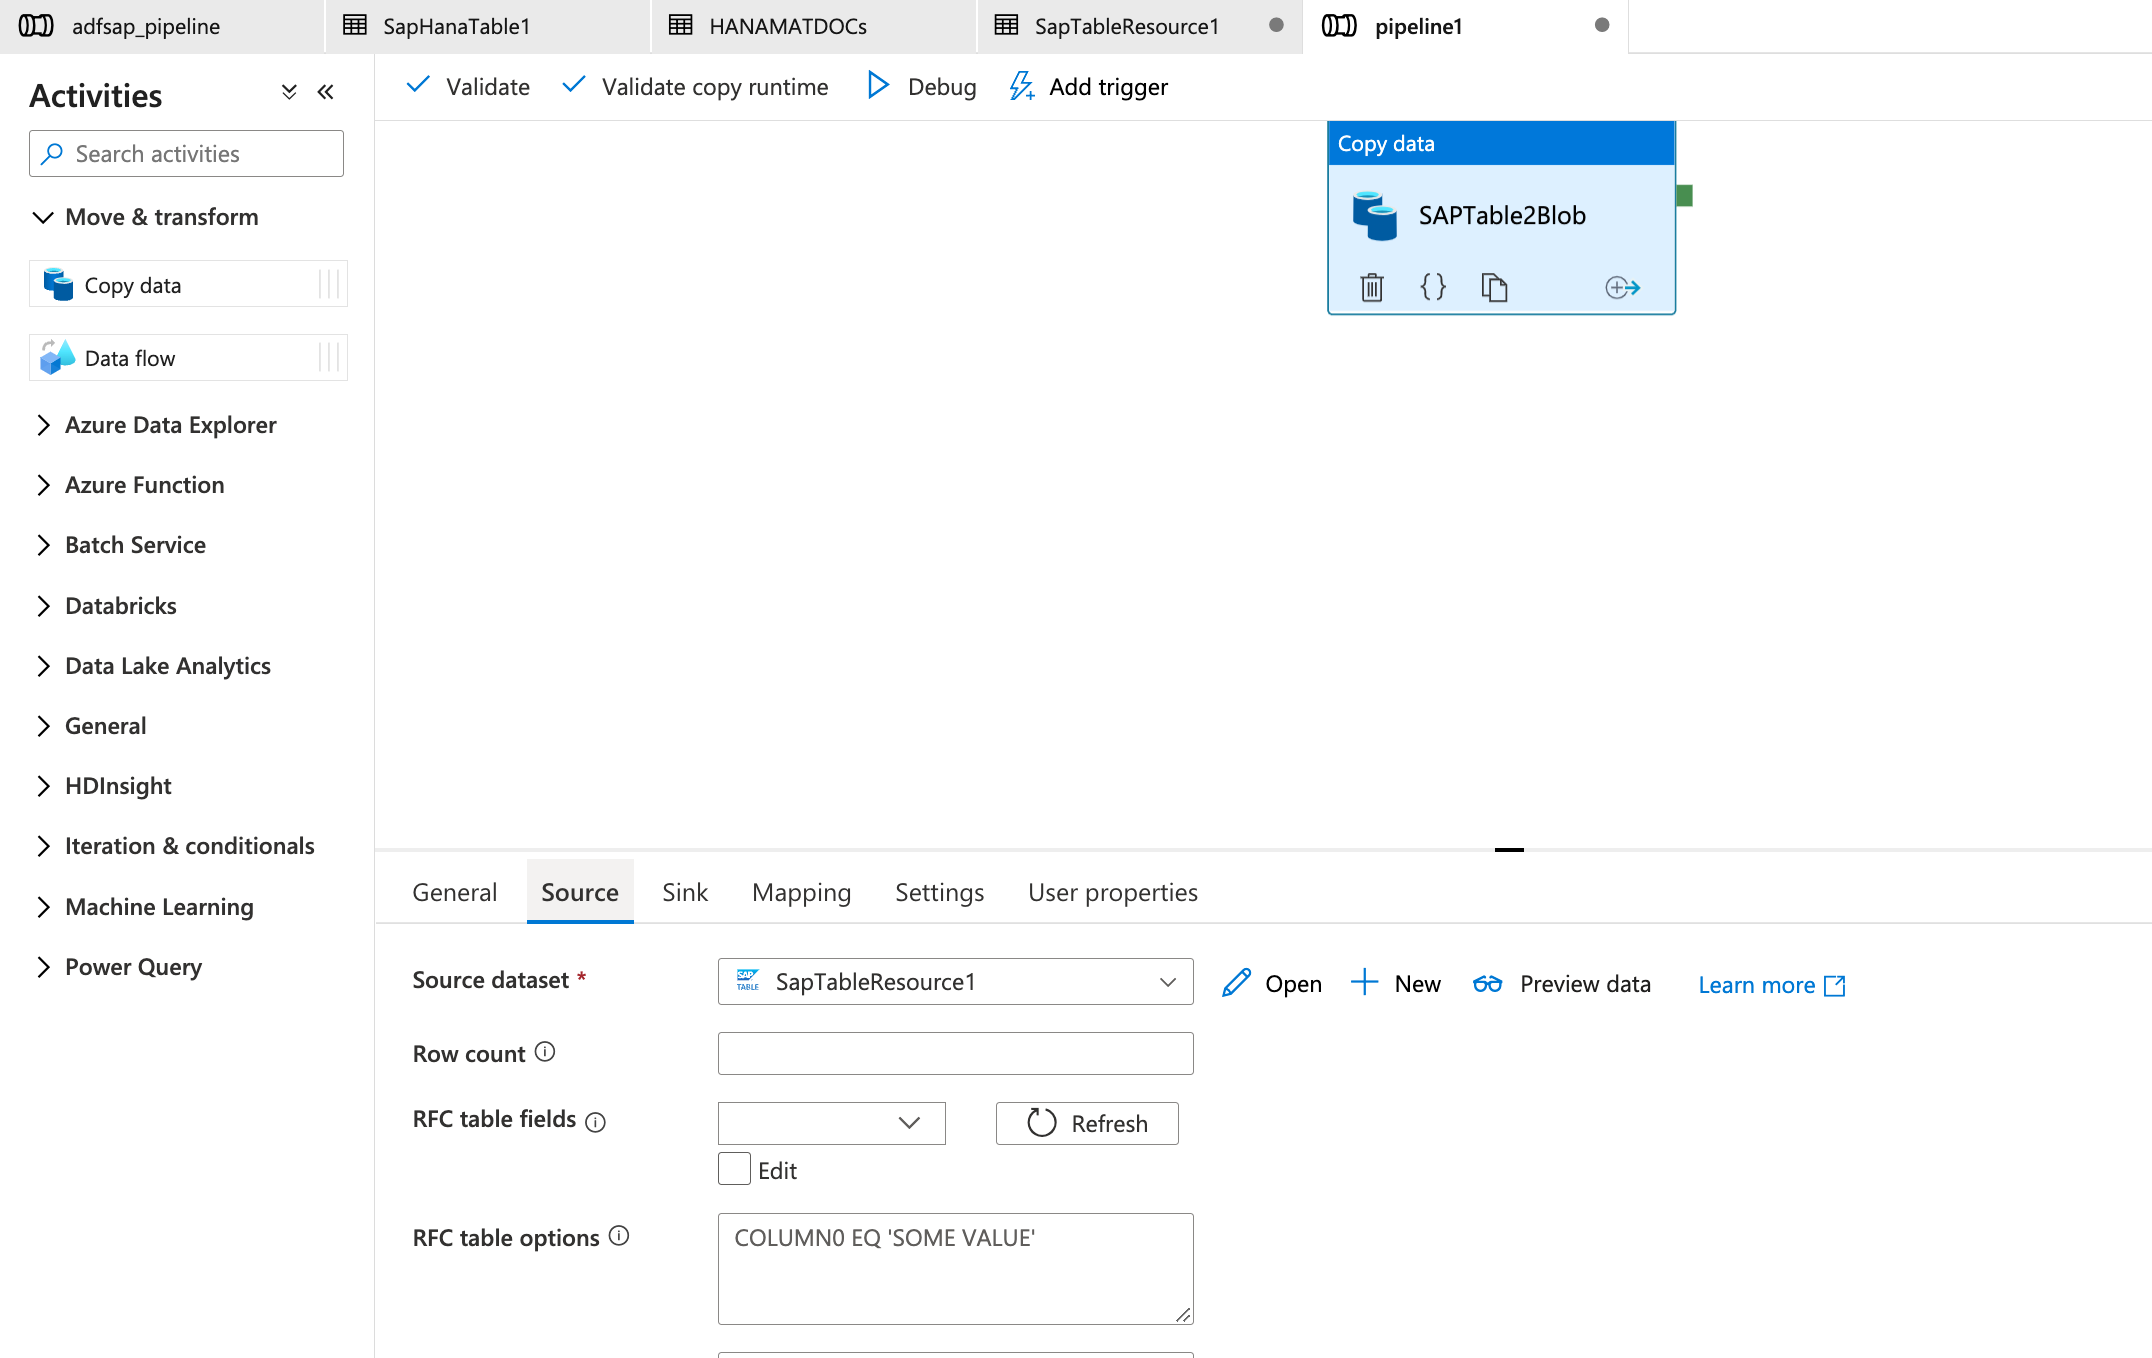 adfsap_pipeline
SapHanaTable1
HANAMATDOCs
SapTableResource1
pipeline1
Activities
Search activities
Move & transform
Copy data
Data flow
Azure Data Explorer
Azure Function
Batch Service
Databricks
Data Lake Analytics
General
HDInsight
Iteration & conditionals
Machine Learning
Power Query
Validate
Validate copy runtime
Debug
Add trigger
Copy data
SAPTable2Blob
General
Source
Sink
Mapping
Settings
User properties
Source dataset *
SAP TABLE
SapTableResource1
Open
New
Preview data
Learn more
Row count
RFC table fields
Refresh
Edit
RFC table options
COLUMN0 EQ 'SOME VALUE'